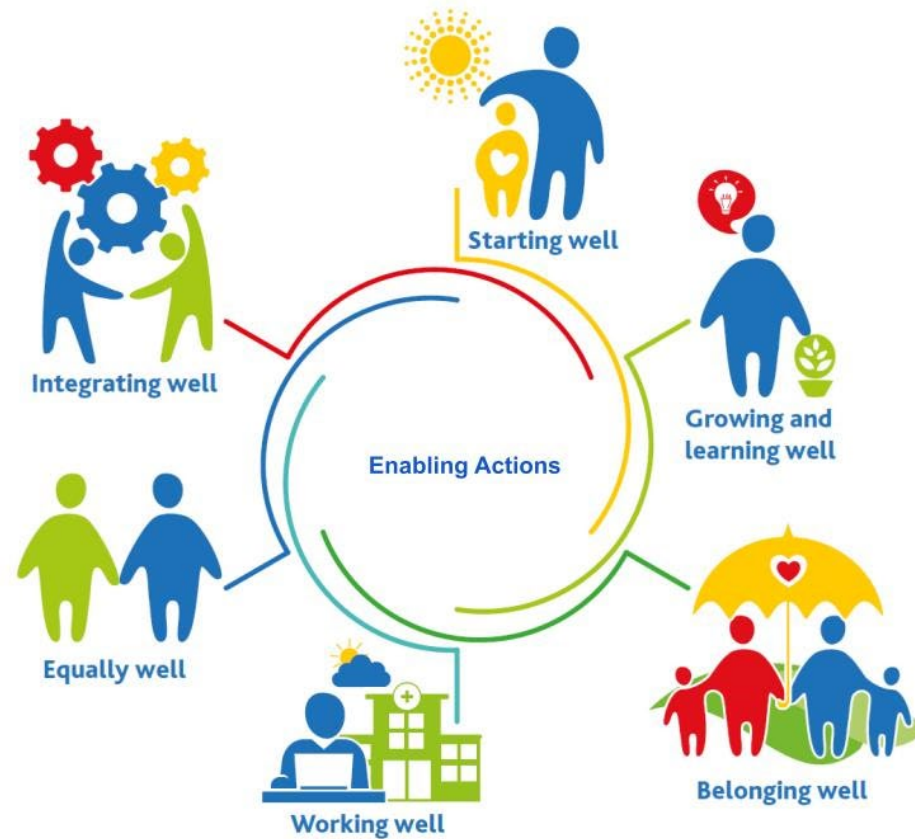 Starting well
Growing and
learning well
Belonging well
Working well
Equally well
Integrating well
Enabling Actions